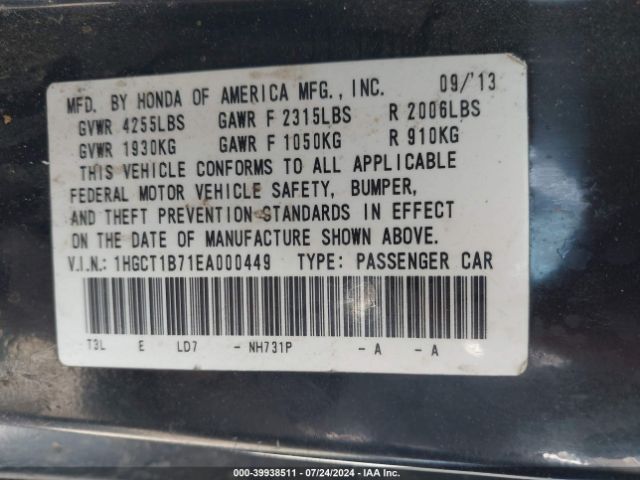 MFD. BY HONDA OF AMERICA MFG., INC. 09/'13
GVWR 4255LBS GAWR F 2315LBS R 2006LBS
GVWR 1930KG GAWR F 1050KG R 910KG
THIS VEHICLE CONFORMS TO ALL APPLICABLE
FEDERAL MOTOR VEHICLE SAFETY, BUMPER,
AND THEFT PREVENTION STANDARDS IN EFFECT
ON THE DATE OF MANUFACTURE SHOWN ABOVE.
V.I.N.: 1HGCT1B71EA000449 TYPE: PASSENGER CAR
T3L E LD7 - NH731P - A - A
000-39938511 - 07/24/2024 - IAA Inc.